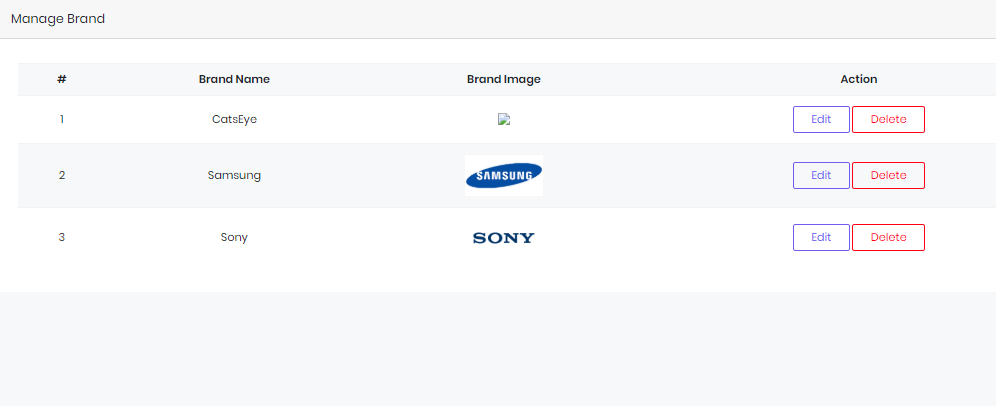 Manage Brand
# Brand Name Brand Image Action
1 CatsEye Edit Delete
2 Samsung SAMSUNG Edit Delete
3 Sony SONY Edit Delete